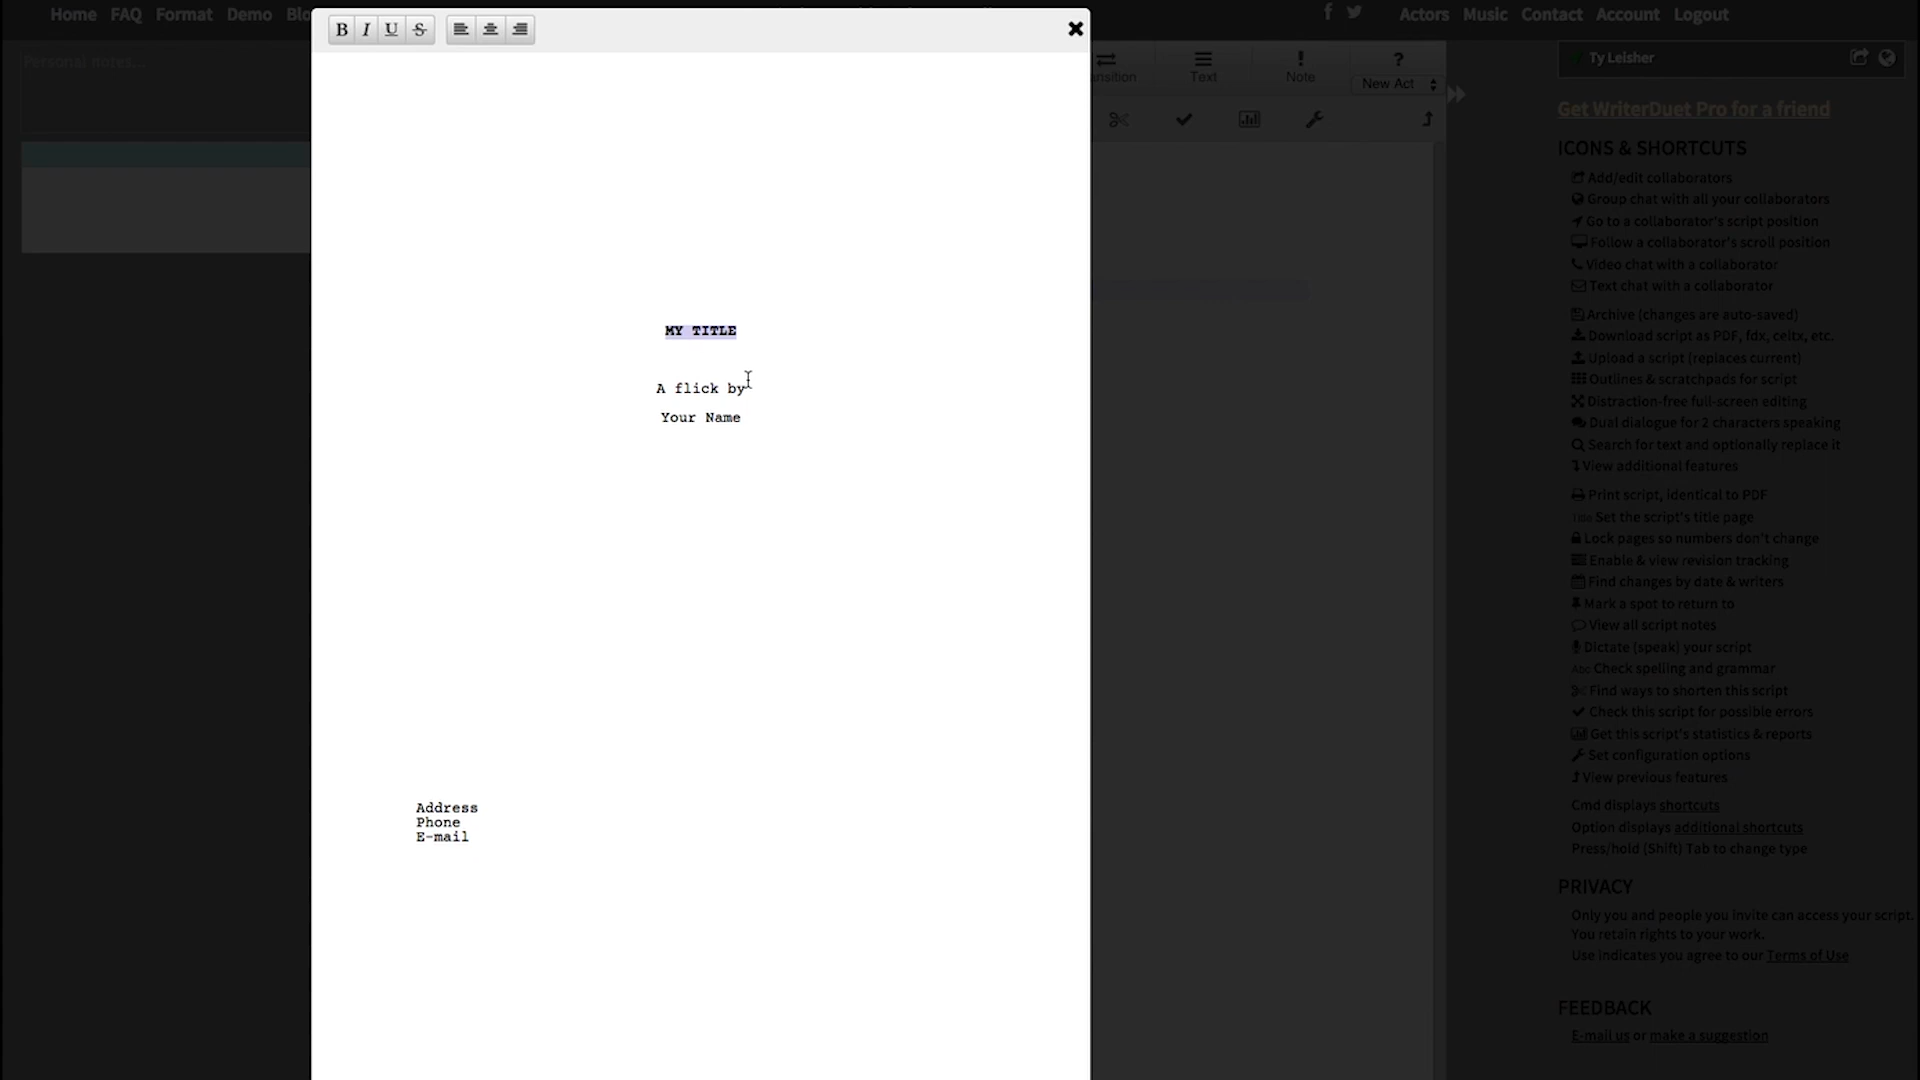 Home FAQ Format Demo Blo
Actors Music Contact Account Logout
B I U S
Personal notes...
nsition Text Note ?
New Act
MY TITLE
A flick by
Your Name
Address
Phone
E-mail
Ty Leisher
Get WriterDuet Pro for a friend
ICONS & SHORTCUTS
Add/edit collaborators
Group chat with all your collaborators
Go to a collaborator's script position
Follow a collaborator's scroll position
Video chat with a collaborator
Text chat with a collaborator
Archive (changes are auto-saved)
Download script as PDF, fdx, celtx, etc.
Upload a script (replaces current)
Outlines & scratchpads for script
Distraction-free full-screen editing
Dual dialogue for 2 characters speaking
Search for text and optionally replace it
View additional features
Print script, identical to PDF
Title Set the script's title page
Lock pages so numbers don't change
Enable & view revision tracking
Find changes by date & writers
Mark a spot to return to
View all script notes
Dictate (speak) your script
Abc Check spelling and grammar
Find ways to shorten this script
Check this script for possible errors
Get this script's statistics & reports
Set configuration options
View previous features
Cmd displays shortcuts
Option displays additional shortcuts
Press/hold (Shift) Tab to change type
PRIVACY
Only you and people you invite can access your script.
You retain rights to your work.
Use indicates you agree to our Terms of Use
FEEDBACK
E-mail us or make a suggestion